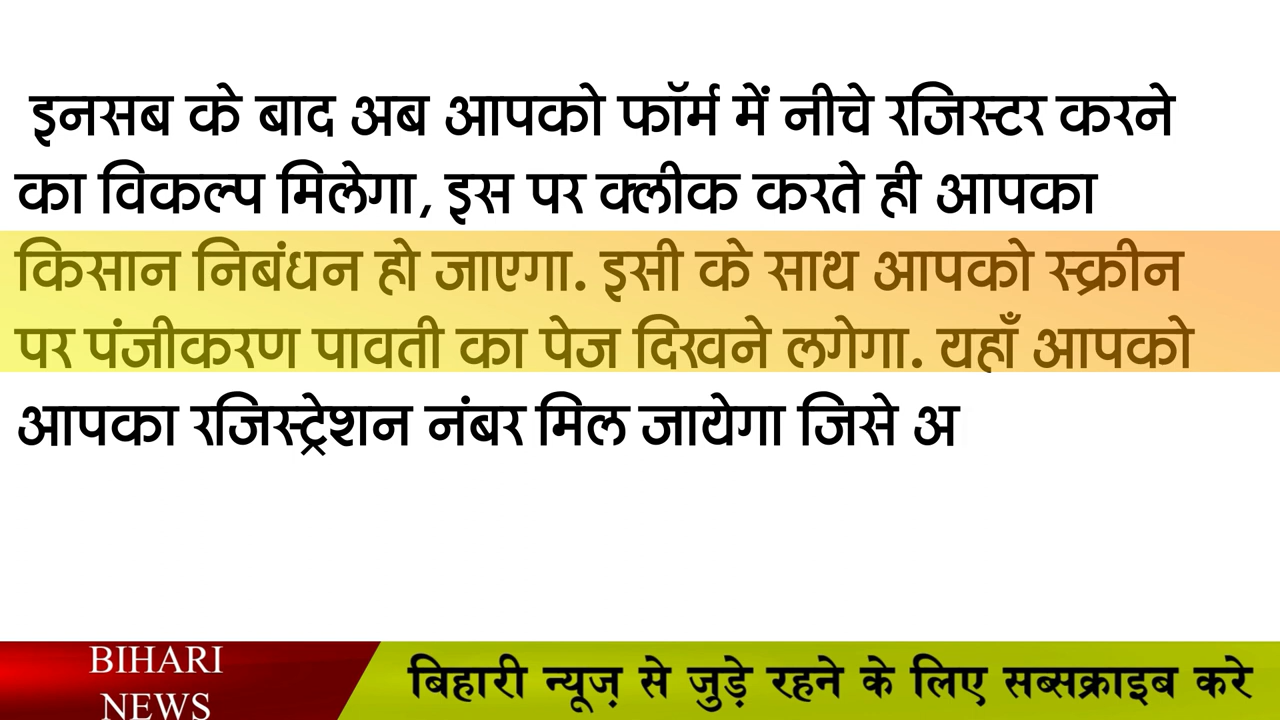 इनसब के बाद अब आपको फॉर्म में नीचे रजिस्टर करने
का विकल्प मिलेगा, इस पर क्लीक करते ही आपका
किसान निबंधन हो जाएगा. इसी के साथ आपको स्क्रीन
पर पंजीकरण पावती का पेज दिखने लगेगा. यहाँ आपको
आपका रजिस्ट्रेशन नंबर मिल जायेगा जिसे अ
BIHARI
NEWS
बिहारी न्यूज़ से जुड़े रहने के लिए सब्सक्राइब करे